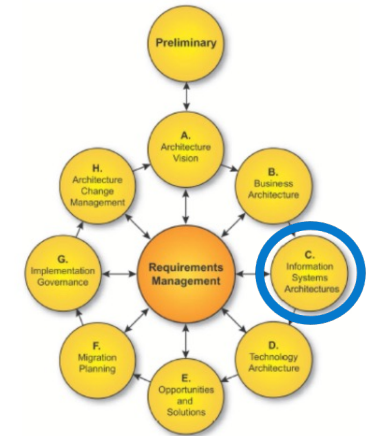 Preliminary
A.
Architecture
Vision
B.
Business
Architecture
C.
Information
Systems
Architectures
D.
Technology
Architecture
E.
Opportunities
and
Solutions
F.
Migration
Planning
G.
Implementation
Governance
H.
Architecture
Change
Management
Requirements
Management